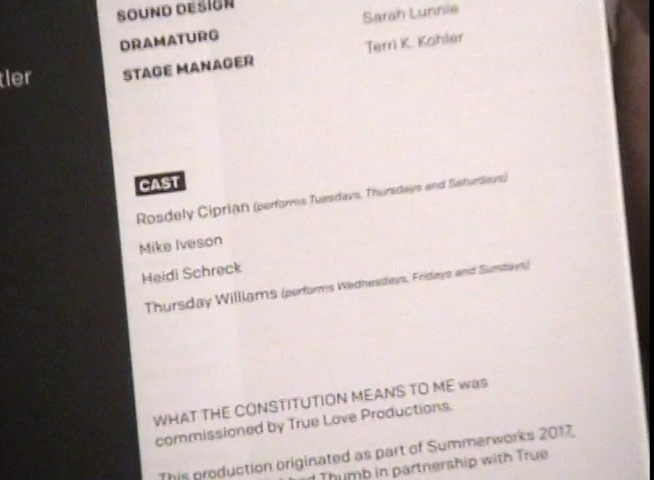 tler
SOUND DESIGN
Sarah Lunnie
DRAMATURG
Terri K. Kohler
STAGE MANAGER
CAST
Rosdely Ciprian (performs Tuesdays, Thursdays and Saturdays)
Mike Iveson
Heidi Schreck
Thursday Williams (performs Wednesdays, Fridays and Sundays)
WHAT THE CONSTITUTION MEANS TO ME was
commissioned by True Love Productions.
This production originated as part of Summerworks 2017,
Thumb in partnership with True